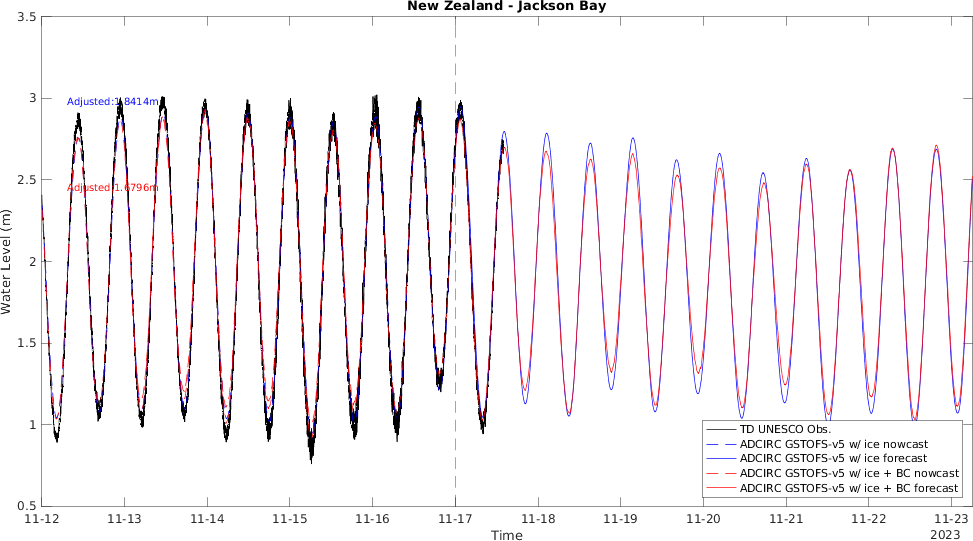 New Zealand - Jackson Bay
3.5
3
2.5
2
1.5
1
0.5
Water Level (m)
Adjusted:1.8414m
Adjusted:1.6796m
TD UNESCO Obs.
ADCIRC GSTOFS-v5 w/ ice nowcast
ADCIRC GSTOFS-v5 w/ ice forecast
ADCIRC GSTOFS-v5 w/ ice + BC nowcast
ADCIRC GSTOFS-v5 w/ ice + BC forecast
11-12 11-13 11-14 11-15 11-16 11-17 11-18 11-19 11-20 11-21 11-22 11-23
Time
2023